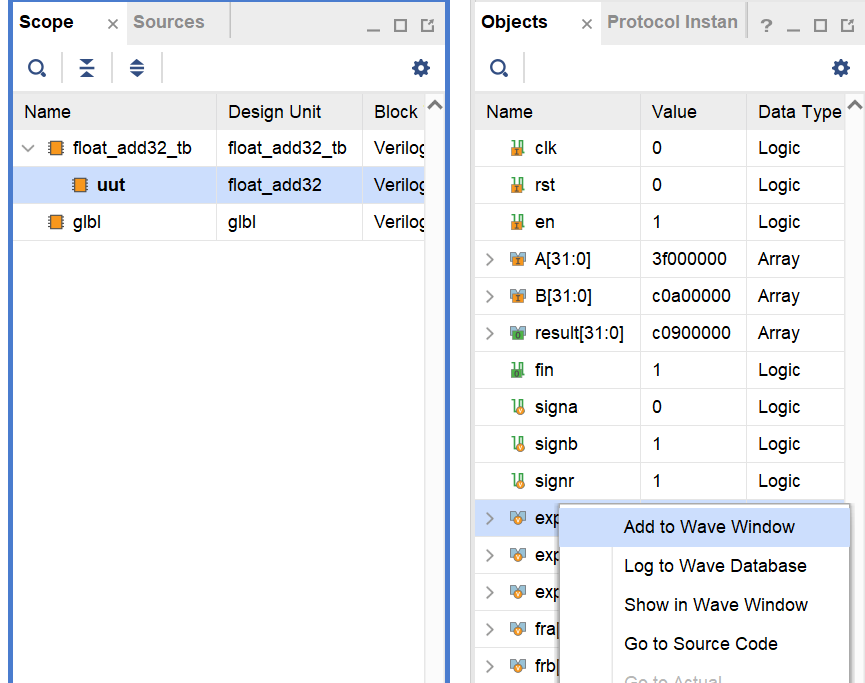 Scope
Sources
Name Design Unit Block
float_add32_tb float_add32_tb Verilog
uut float_add32 Verilog
glbl glbl Verilog
Objects
Protocol Instan
?
Name Value Data Type
clk 0 Logic
rst 0 Logic
en 1 Logic
A[31:0] 3f000000 Array
B[31:0] c0a00000 Array
result[31:0] c0900000 Array
fin 1 Logic
signa 0 Logic
signb 1 Logic
signr 1 Logic
exp
exp
exp
fra
frb
Add to Wave Window
Log to Wave Database
Show in Wave Window
Go to Source Code
Go to Actual